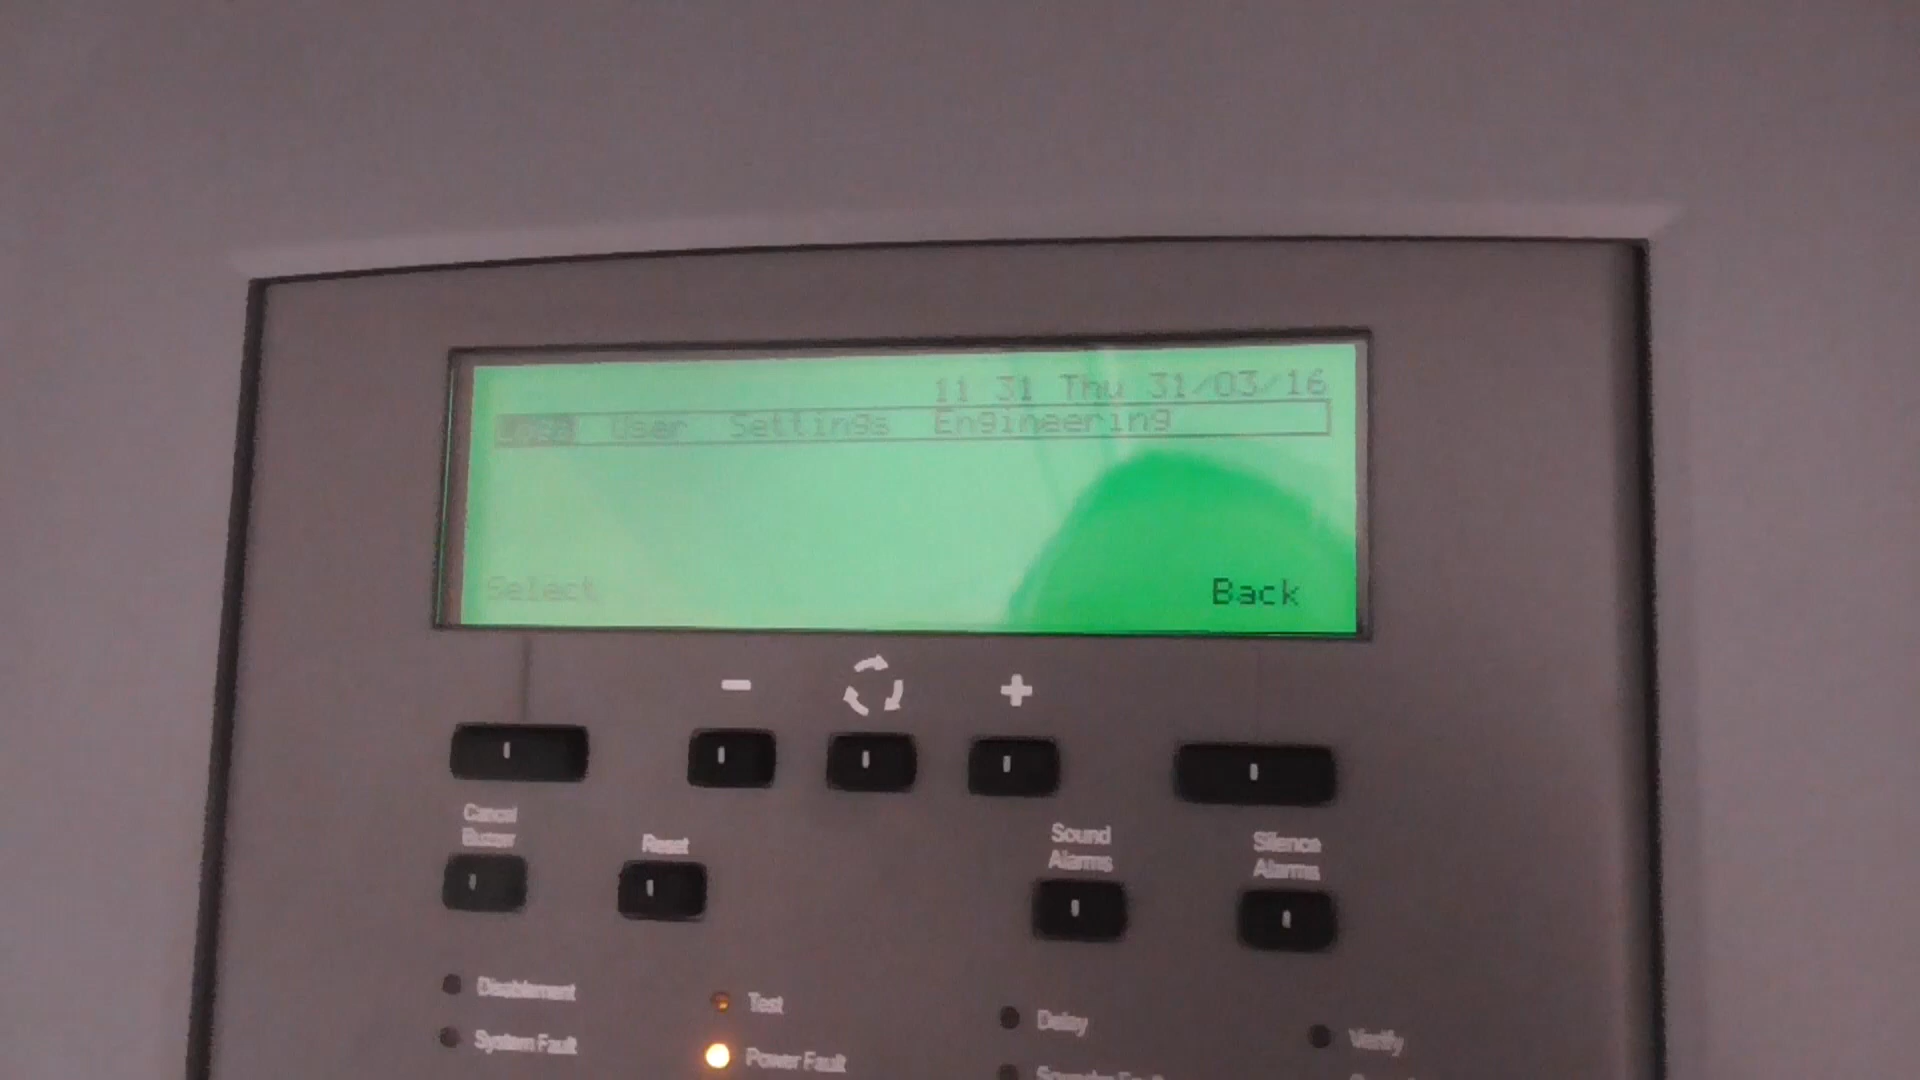 11 31 Thu 31/03/16
User Settings Engineering
Select Back
- +
Cancel
Buzzer
Reset
Sound
Alarms
Silence
Alarms
Disablement
Test
Delay
Verify
System Fault
Power Fault